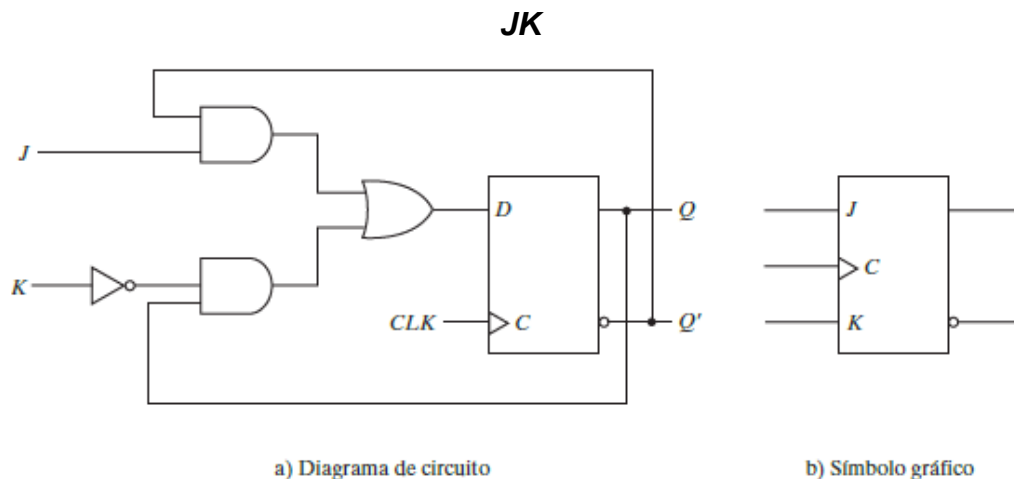 JK
J
K
D
Q
CLK
C
Q'
J
C
K
a) Diagrama de circuito
b) Símbolo gráfico